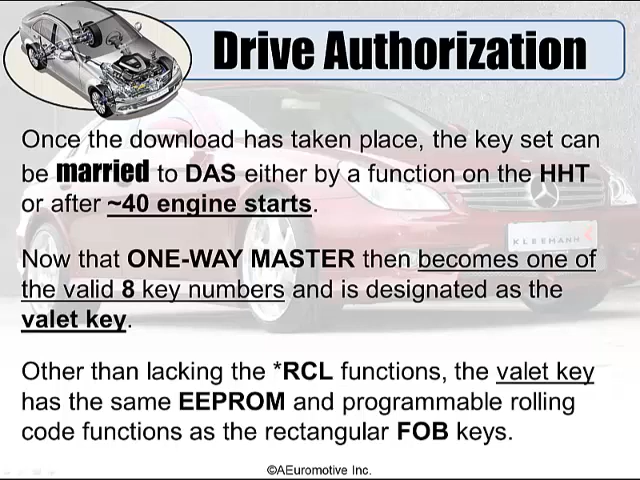 Drive Authorization
Once the download has taken place, the key set can
be married to DAS either by a function on the HHT
or after ~40 engine starts.
Now that ONE-WAY MASTER then becomes one of
the valid 8 key numbers and is designated as the
valet key.
Other than lacking the *RCL functions, the valet key
has the same EEPROM and programmable rolling
code functions as the rectangular FOB keys.
KLEEMANN
©AEuromotive Inc.